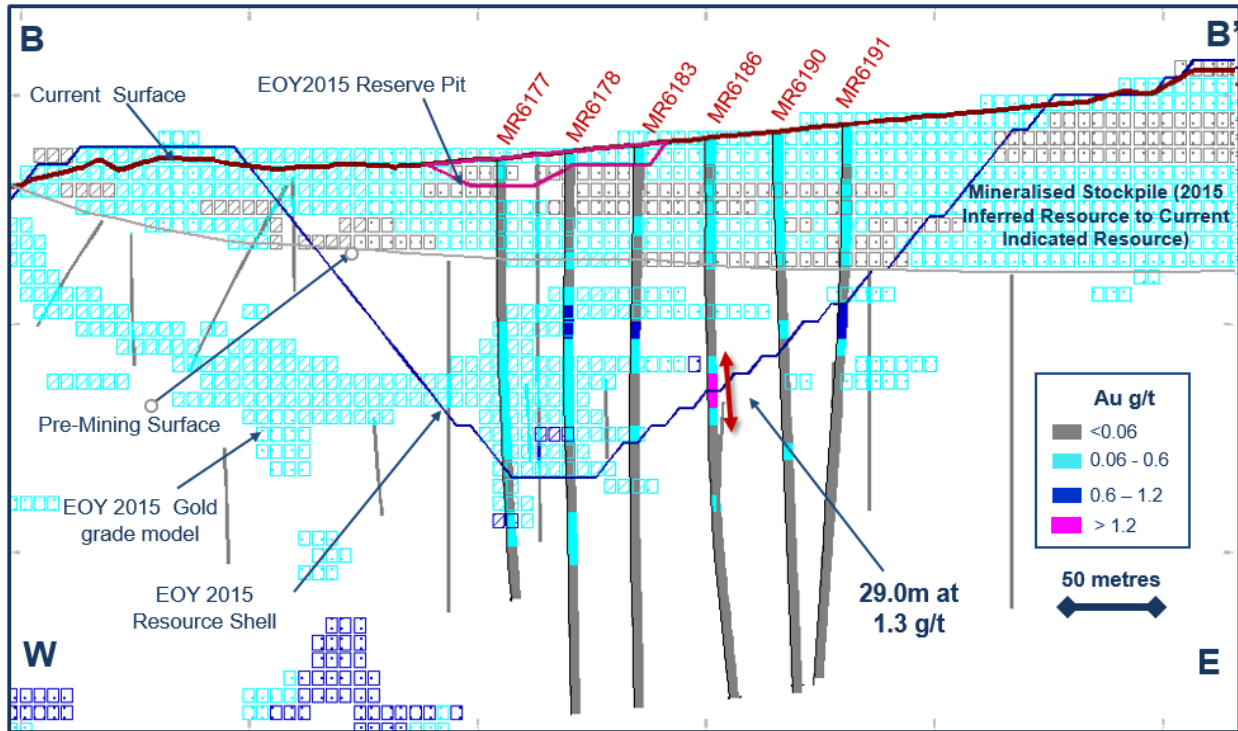 B
B'
EOY2015 Reserve Pit
Current Surface
MR6177
MR6178
MR6183
MR6186
MR6190
MR6191
Mineralised Stockpile (2015
Inferred Resource to Current
Indicated Resource)
Pre-Mining Surface
EOY 2015 Gold
grade model
EOY 2015
Resource Shell
29.0m at
1.3 g/t
Au g/t
<0.06
0.06 - 0.6
0.6 – 1.2
> 1.2
50 metres
W
E